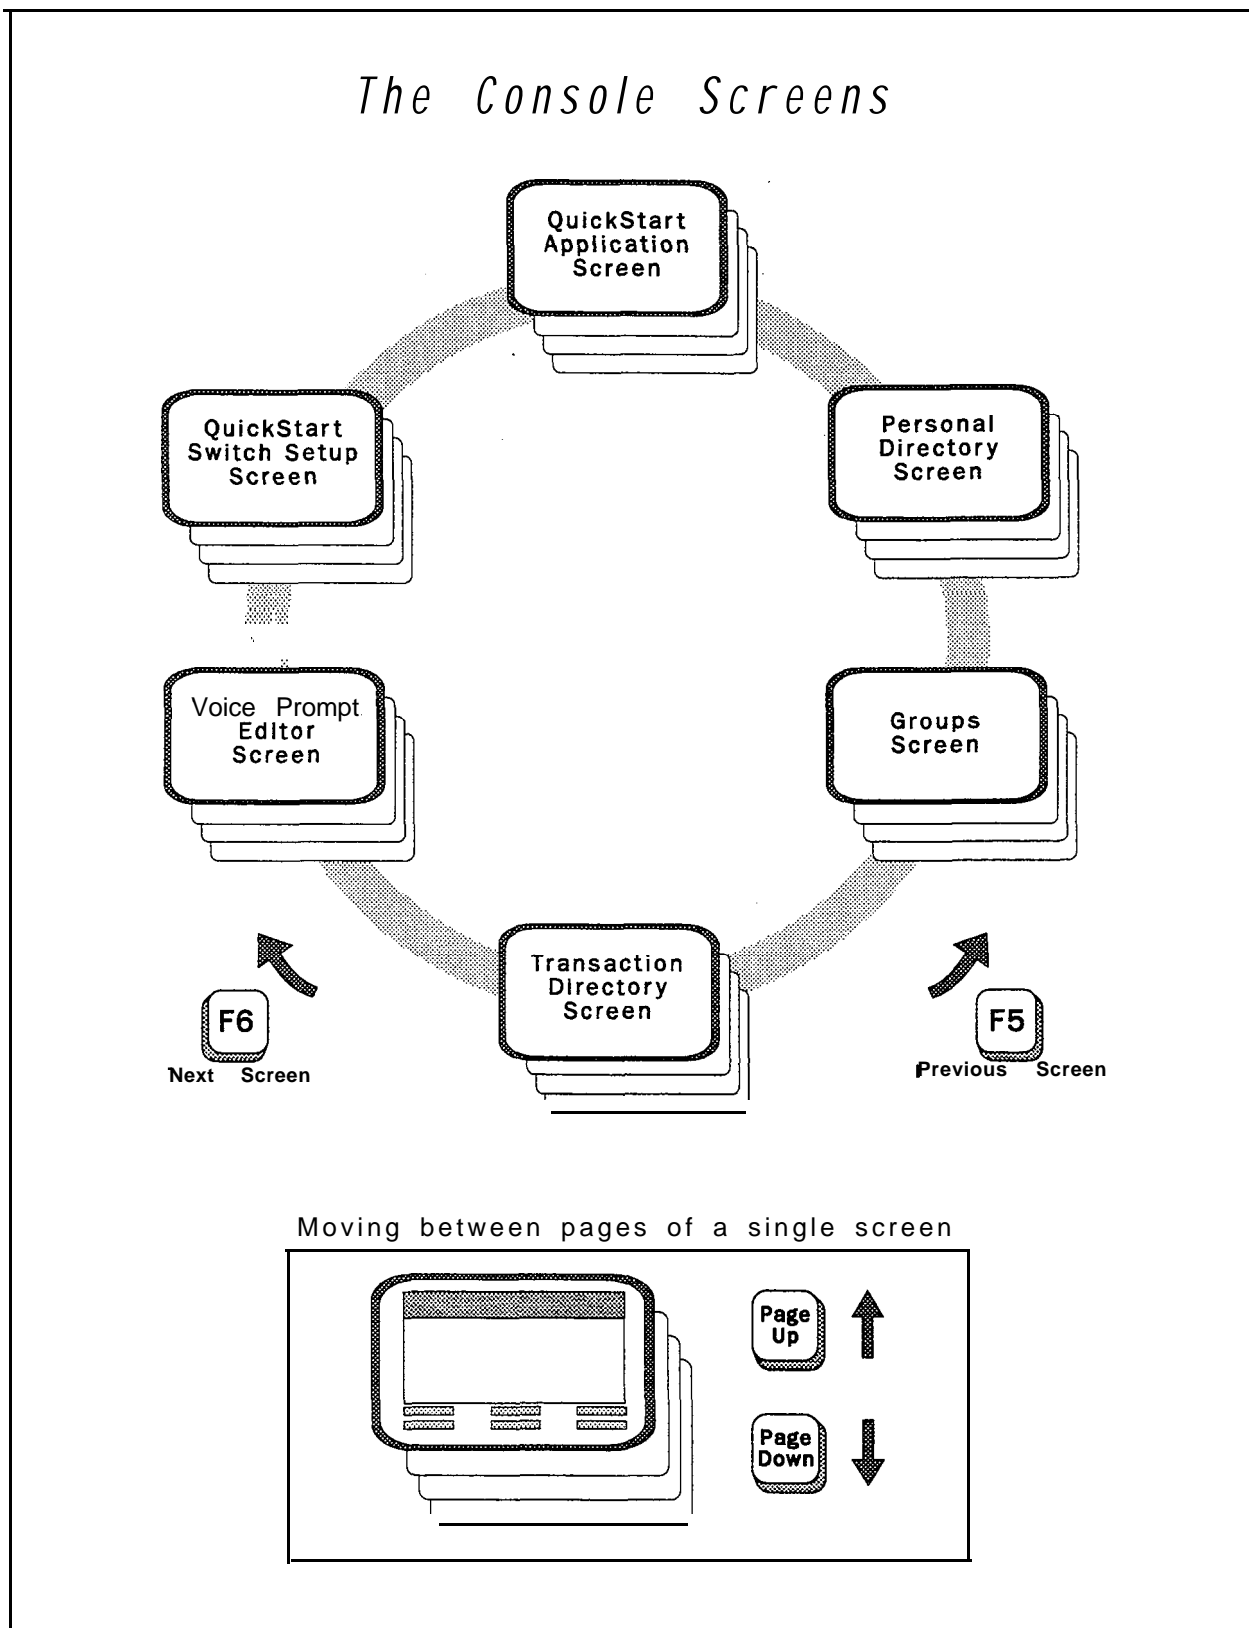 The Console Screens
QuickStart
Application
Screen
QuickStart
Switch Setup
Screen
Personal
Directory
Screen
Voice Prompt
Editor
Screen
Groups
Screen
Transaction
Directory
Screen
F6
Next Screen
F5
Previous Screen
Moving between pages of a single screen
Page
Up
Page
Down